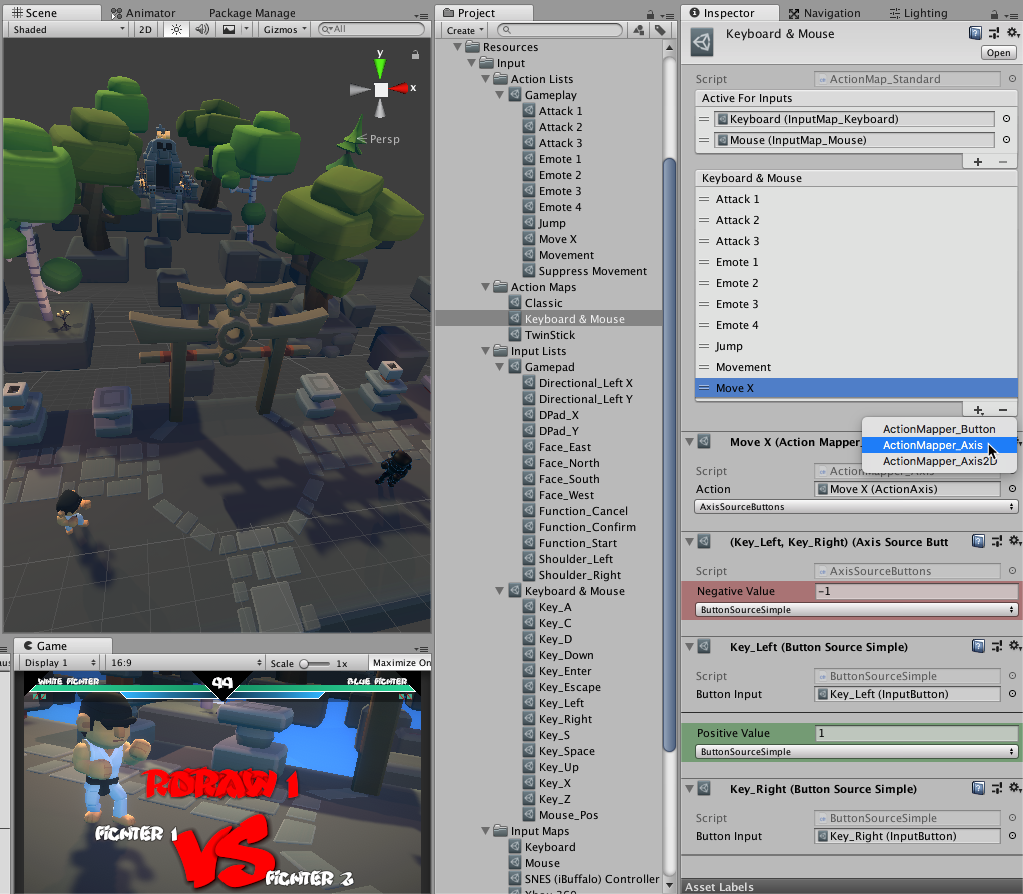 Scene
Animator
Package Manager
Shaded
2D
Gizmos
All
y
x
Persp
Game
Display 1
16:9
Scale
1x
Maximize On
WHITE FIGHTER
99
BLUE FIGHTER
RDRAW 1
FIGHTER 1
VS
FIGHTER 2
Project
Create
Resources
Input
Action Lists
Gameplay
Attack 1
Attack 2
Attack 3
Emote 1
Emote 2
Emote 3
Emote 4
Jump
Move X
Movement
Suppress Movement
Action Maps
Classic
Keyboard & Mouse
TwinStick
Input Lists
Gamepad
Directional_Left X
Directional_Left Y
DPad_X
DPad_Y
Face_East
Face_North
Face_South
Face_West
Function_Cancel
Function_Confirm
Function_Start
Shoulder_Left
Shoulder_Right
Keyboard & Mouse
Key_A
Key_C
Key_D
Key_Down
Key_Enter
Key_Escape
Key_Left
Key_Right
Key_S
Key_Space
Key_Up
Key_X
Key_Z
Mouse_Pos
Input Maps
Keyboard
Mouse
SNES (iBuffalo) Controller
Inspector
Navigation
Lighting
Keyboard & Mouse
Open
Script
ActionMap_Standard
Active For Inputs
Keyboard (InputMap_Keyboard)
Mouse (InputMap_Mouse)
Keyboard & Mouse
Attack 1
Attack 2
Attack 3
Emote 1
Emote 2
Emote 3
Emote 4
Jump
Movement
Move X
ActionMapper_Button
ActionMapper_Axis
ActionMapper_Axis2D
Move X (Action Mapper_
Script
Action
Move X (ActionAxis)
AxisSourceButtons
(Key_Left, Key_Right) (Axis Source Butt
Script
AxisSourceButtons
Negative Value
-1
ButtonSourceSimple
Key_Left (Button Source Simple)
Script
ButtonSourceSimple
Button Input
Key_Left (InputButton)
Positive Value
1
ButtonSourceSimple
Key_Right (Button Source Simple)
Script
ButtonSourceSimple
Button Input
Key_Right (InputButton)
Asset Labels